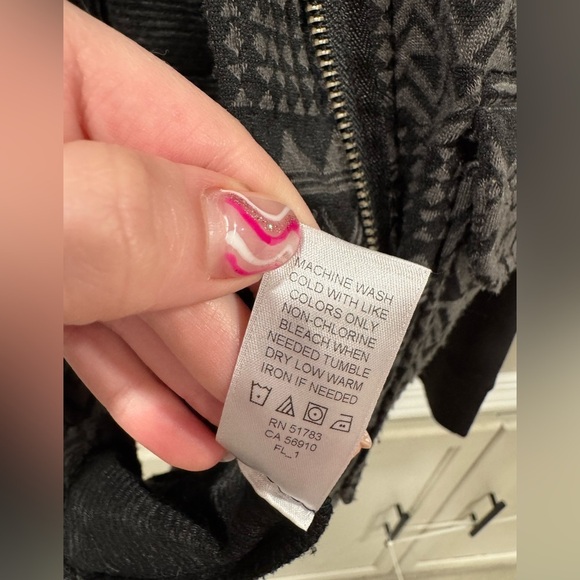 MACHINE WASH
COLD WITH LIKE
COLORS ONLY
NON-CHLORINE
BLEACH WHEN
NEEDED TUMBLE
DRY LOW WARM
IRON IF NEEDED
RN 51783
CA 56910
FL_1